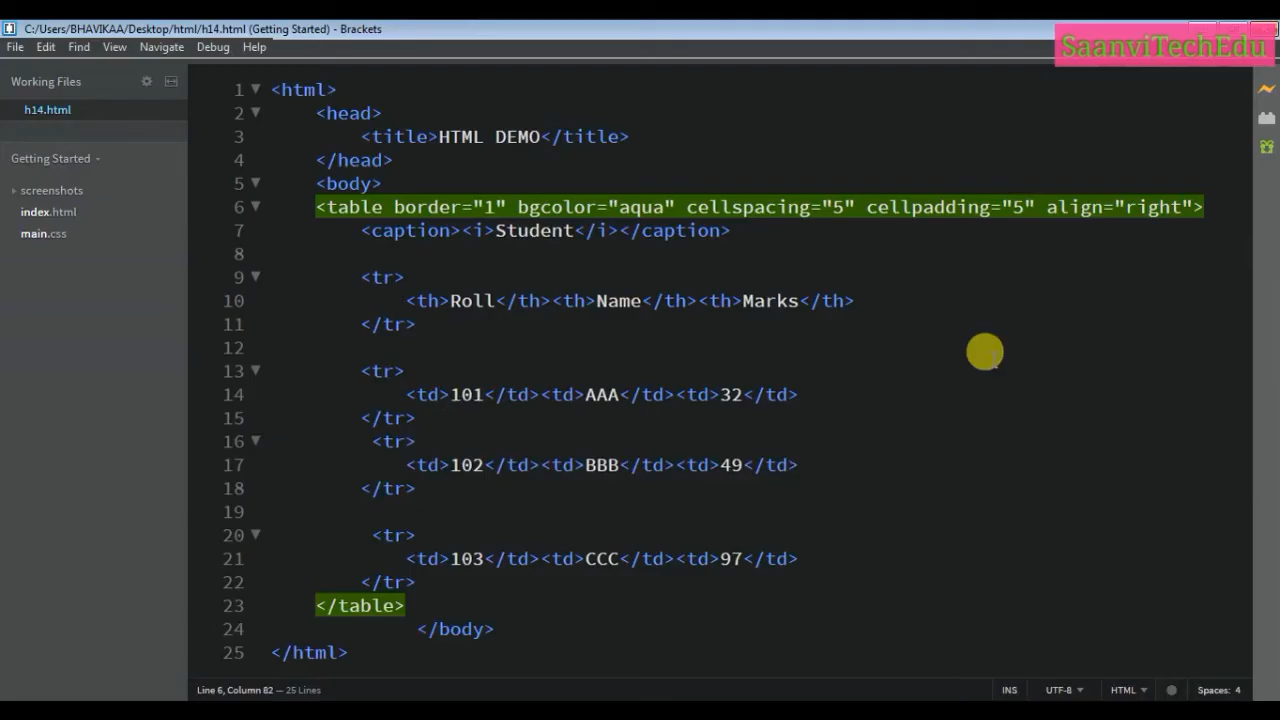 C:/Users/BHAVIKAA/Desktop/html/h14.html (Getting Started) - Brackets
File Edit Find View Navigate Debug Help
SaanviTechEdu
Working Files
h14.html
Getting Started
screenshots
index.html
main.css
1 <html>
2 <head>
3 <title>HTML DEMO</title>
4 </head>
5 <body>
6 <table border="1" bgcolor="aqua" cellspacing="5" cellpadding="5" align="right">
7 <caption><i>Student</i></caption>
8
9 <tr>
10 <th>Roll</th><th>Name</th><th>Marks</th>
11 </tr>
12
13 <tr>
14 <td>101</td><td>AAA</td><td>32</td>
15 </tr>
16 <tr>
17 <td>102</td><td>BBB</td><td>49</td>
18 </tr>
19
20 <tr>
21 <td>103</td><td>CCC</td><td>97</td>
22 </tr>
23 </table>
24 </body>
25 </html>
Line 6, Column 82 — 25 Lines
INS UTF-8 HTML Spaces: 4